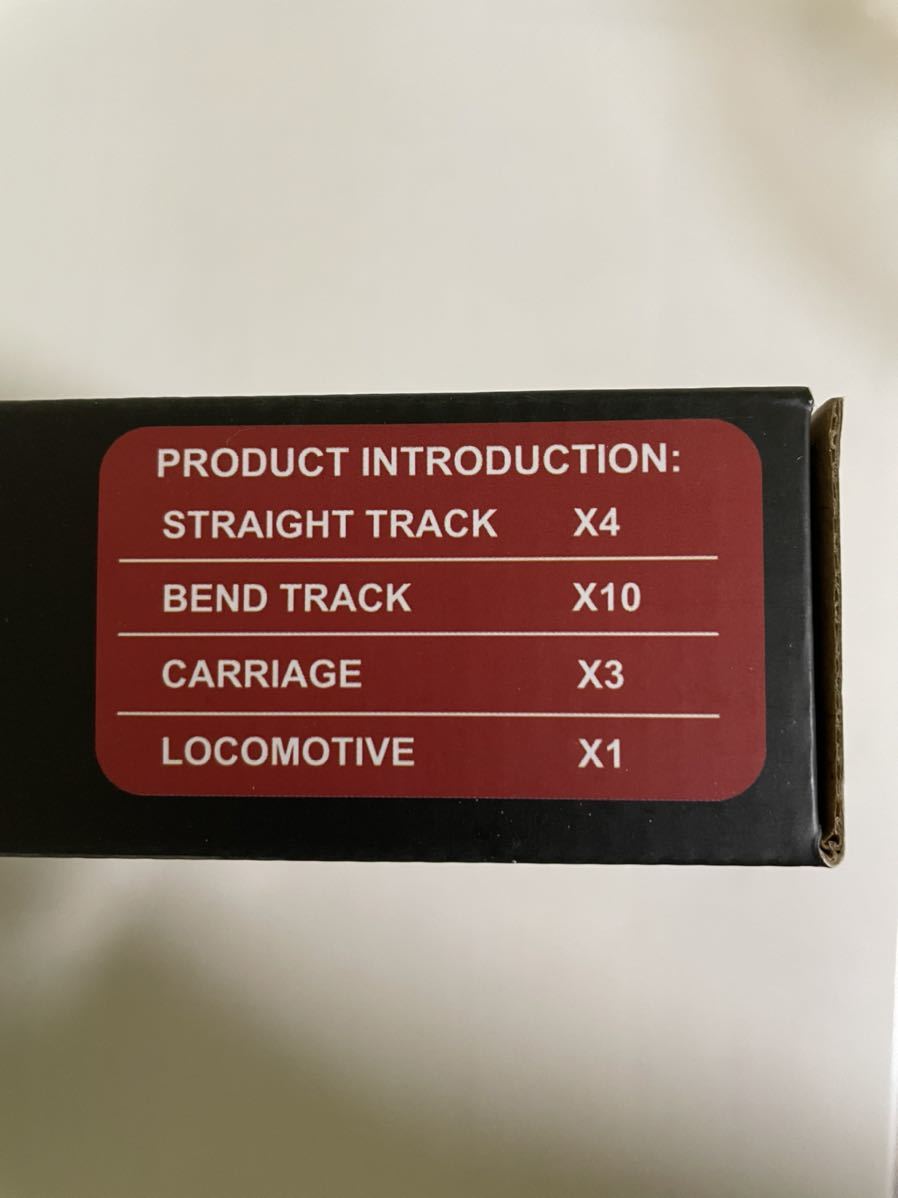 PRODUCT INTRODUCTION:
STRAIGHT TRACK X4
BEND TRACK X10
CARRIAGE X3
LOCOMOTIVE X1